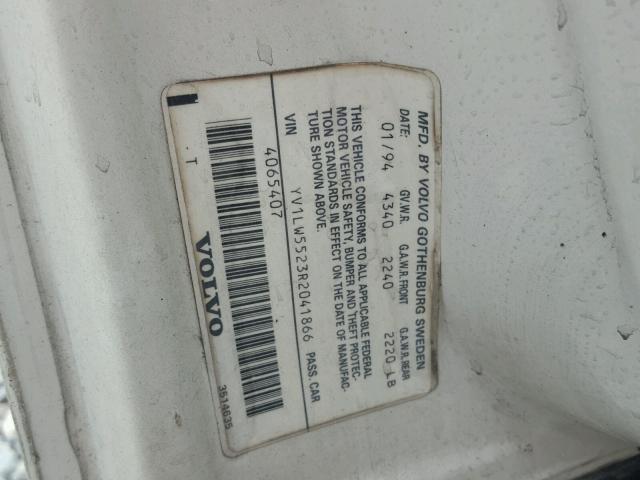 MFD. BY VOLVO GOTHENBURG SWEDEN
DATE G.V.W.R. G.A.W.R. FRONT G.A.W.R. REAR
01/94 4340 2240 2220 LB
THIS VEHICLE CONFORMS TO ALL APPLICABLE FEDERAL
MOTOR VEHICLE SAFETY, BUMPER AND THEFT PROTEC-
TION STANDARDS IN EFFECT ON THE DATE OF MANUFAC-
TURE SHOWN ABOVE.
VIN YV1LW5523R2041866 PASS. CAR
4065407
T VOLVO 3514635